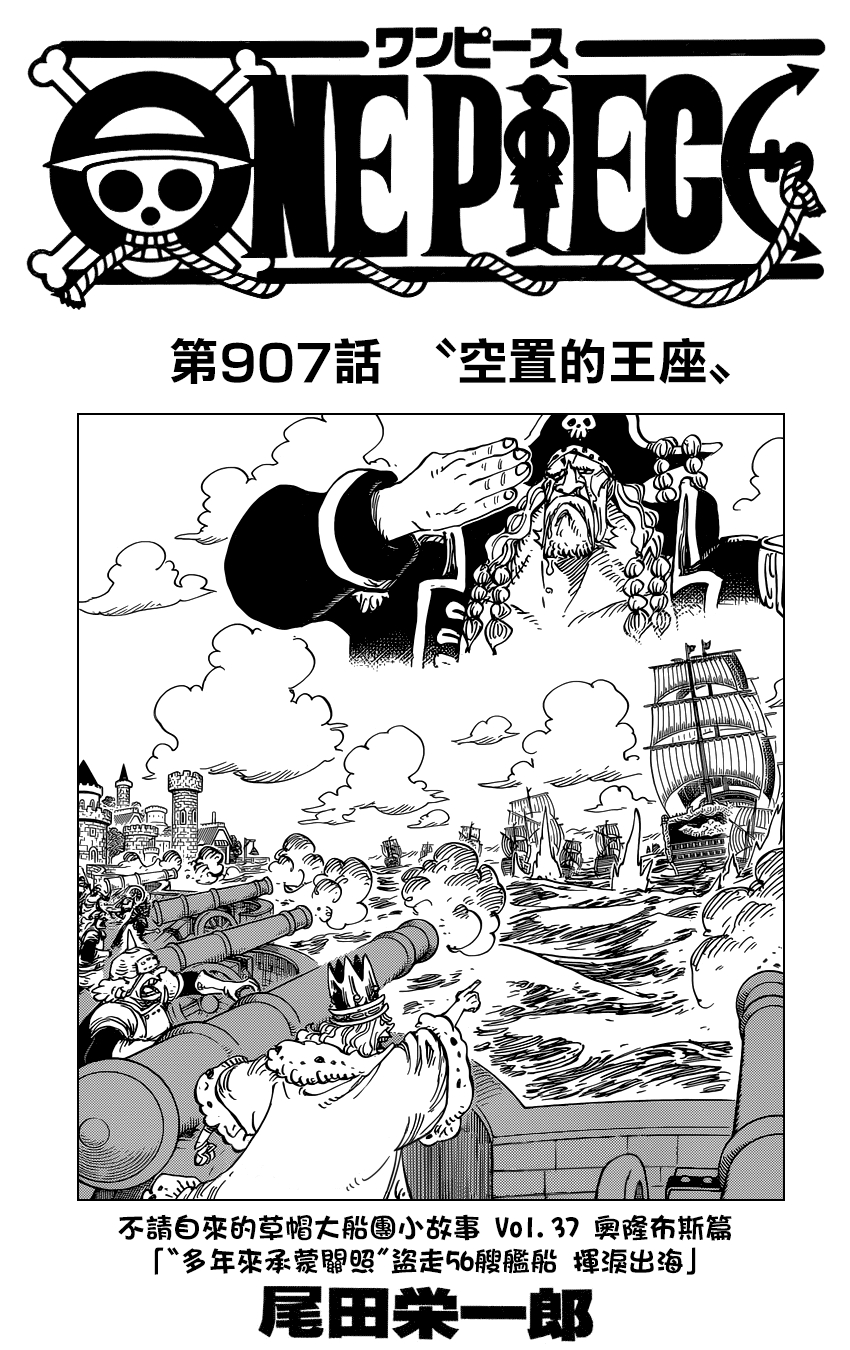 ワンピース
ONE PIECE
第907話 〝空置的王座〟
不請自來的草帽大船團小故事 Vol.37 奧隆布斯篇
「〝多年來承蒙關照〞盜走56艘艦船 揮淚出海」
尾田栄一郎